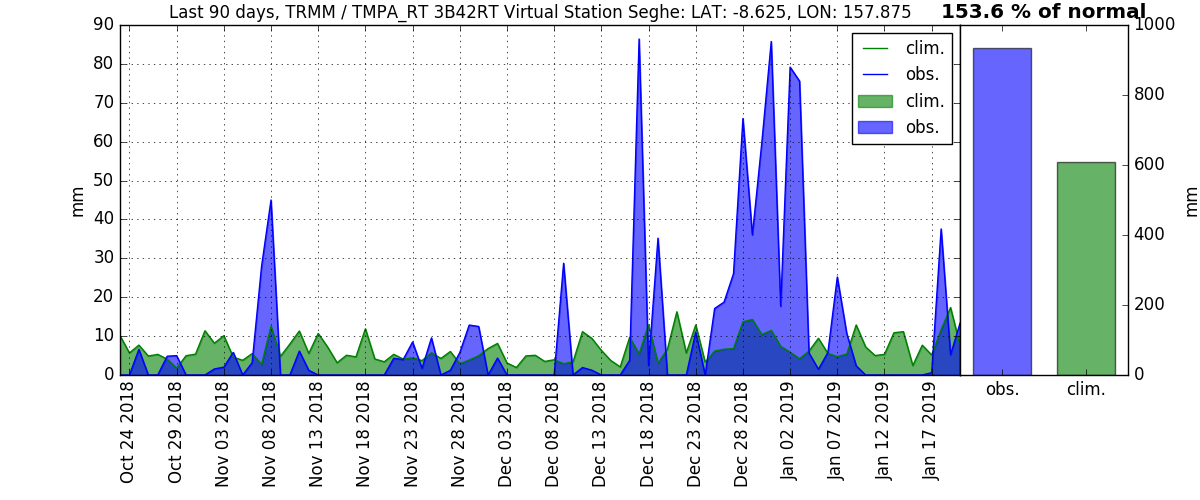 Last 90 days, TRMM / TMPA_RT 3B42RT Virtual Station Seghe: LAT: -8.625, LON: 157.875
153.6 % of normal
90
80
70
60
50
40
30
20
10
0
mm
clim.
obs.
clim.
obs.
Oct 24 2018
Oct 29 2018
Nov 03 2018
Nov 08 2018
Nov 13 2018
Nov 18 2018
Nov 23 2018
Nov 28 2018
Dec 03 2018
Dec 08 2018
Dec 13 2018
Dec 18 2018
Dec 23 2018
Dec 28 2018
Jan 02 2019
Jan 07 2019
Jan 12 2019
Jan 17 2019
1000
800
600
400
200
0
mm
obs.
clim.